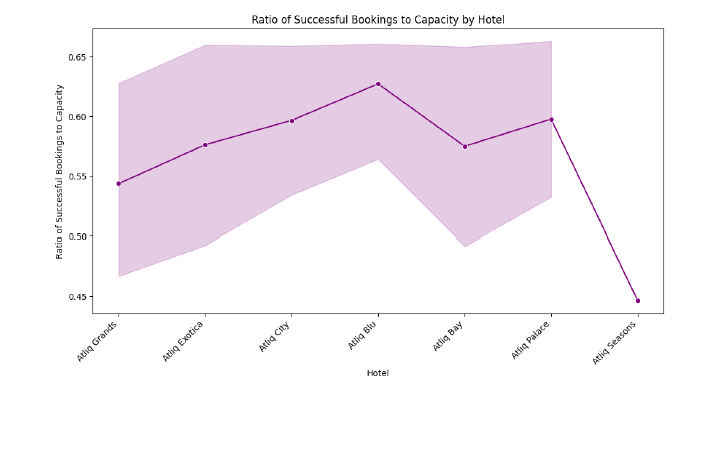 Ratio of Successful Bookings to Capacity by Hotel
Ratio of Successful Bookings to Capacity
0.65
0.60
0.55
0.50
0.45
Atliq Grands
Atliq Exotica
Atliq City
Atliq Blu
Atliq Bay
Atliq Palace
Atliq Seasons
Hotel